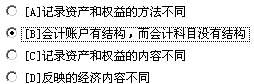 [A]记录资产和权益的方法不同
[B]会计账户有结构，而会计科目没有结构
[C]记录资产和权益的内容不同
[D]反映的经济内容不同